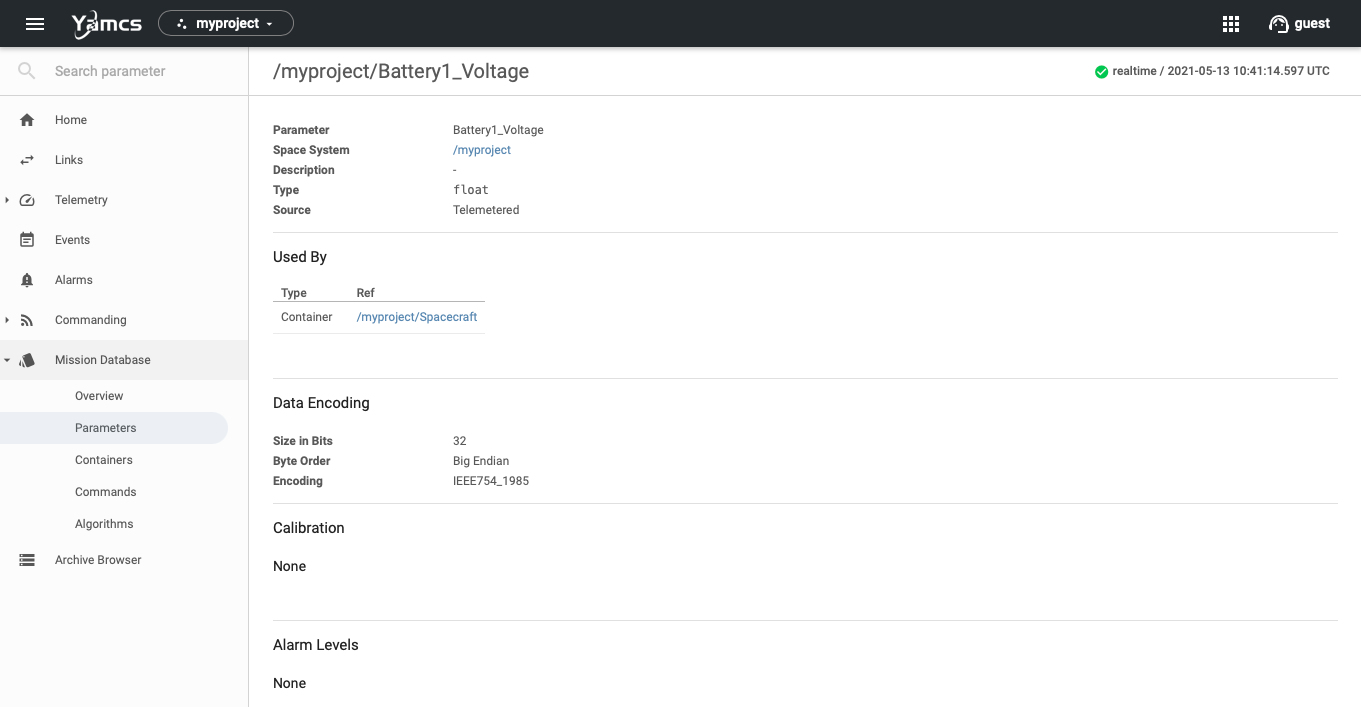 Yamcs myproject guest
Search parameter
/myproject/Battery1_Voltage
realtime / 2021-05-13 10:41:14.597 UTC
Home
Links
Telemetry
Events
Alarms
Commanding
Mission Database
Overview
Parameters
Containers
Commands
Algorithms
Archive Browser
Parameter Battery1_Voltage
Space System /myproject
Description -
Type float
Source Telemetered
Used By
Type Ref
Container /myproject/Spacecraft
Data Encoding
Size in Bits 32
Byte Order Big Endian
Encoding IEEE754_1985
Calibration
None
Alarm Levels
None